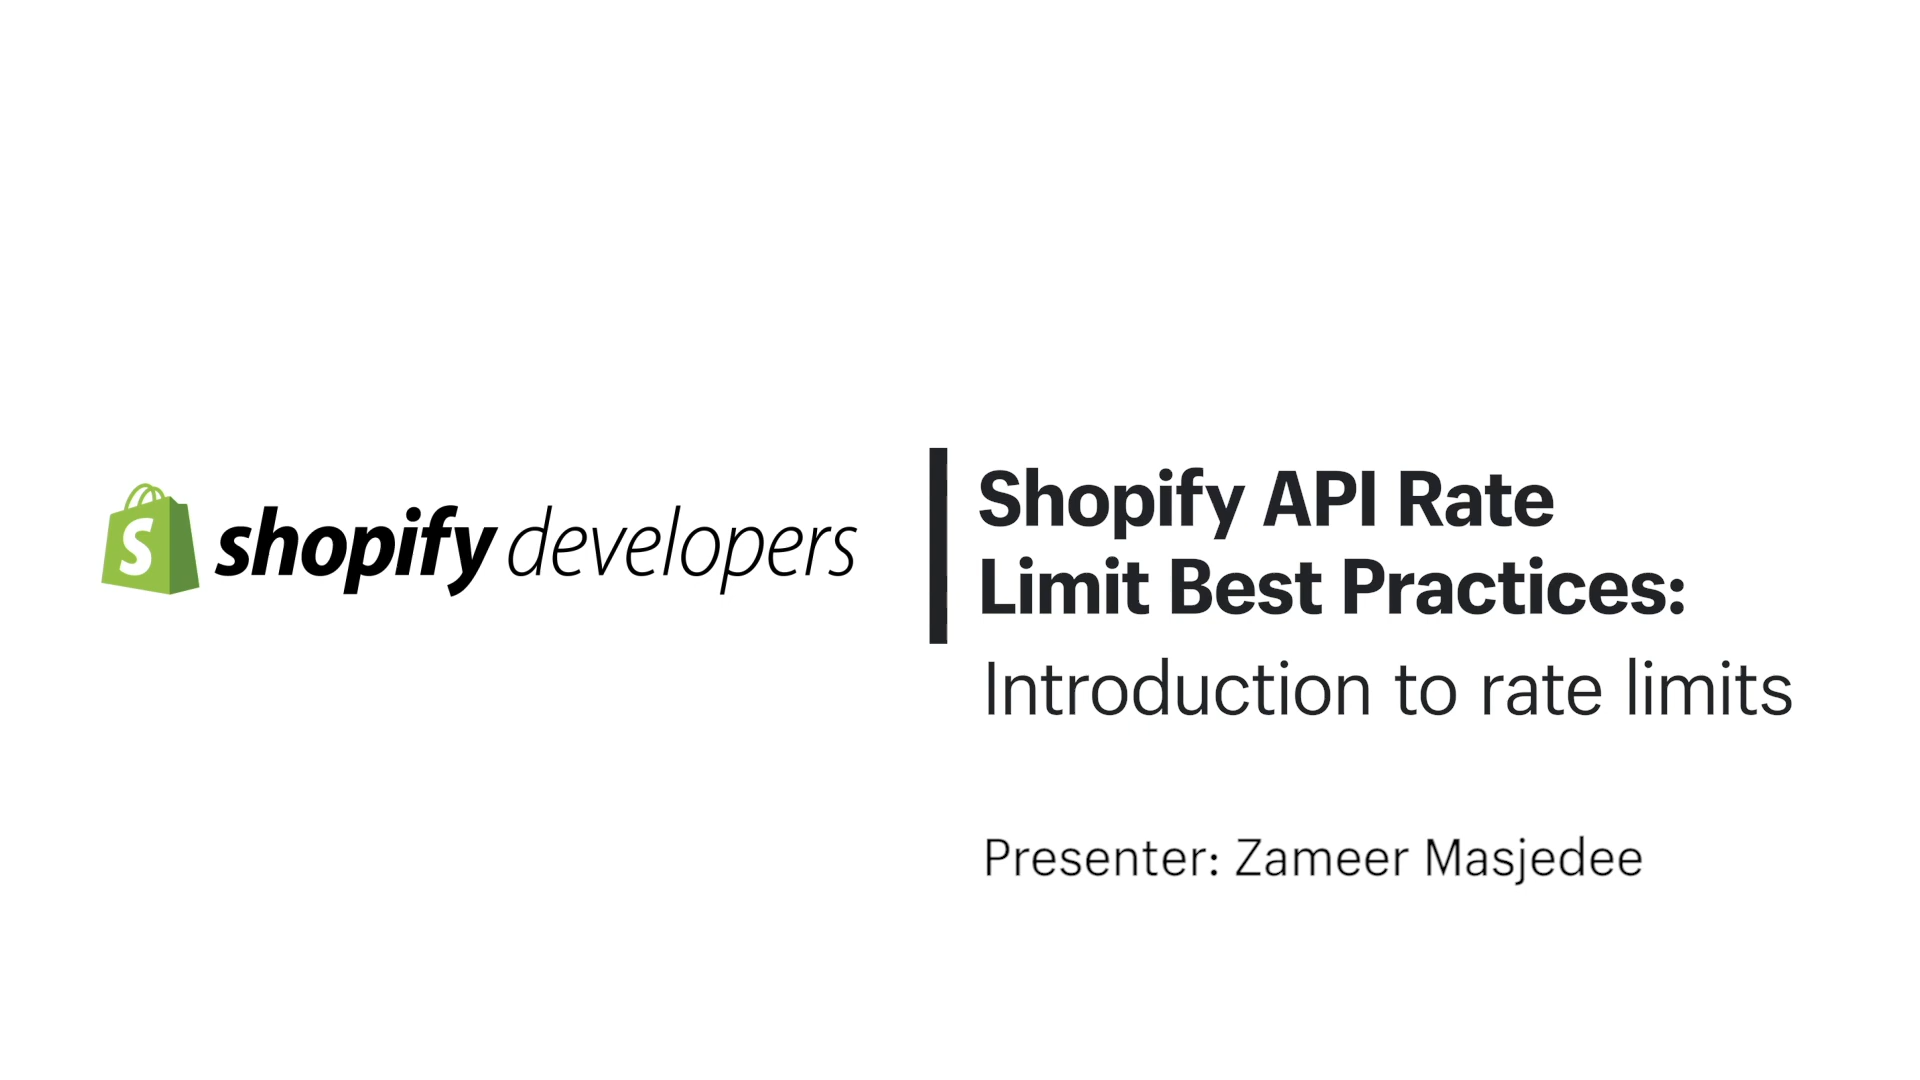 shopify developers
Shopify API Rate
Limit Best Practices:
Introduction to rate limits
Presenter: Zameer Masjedee